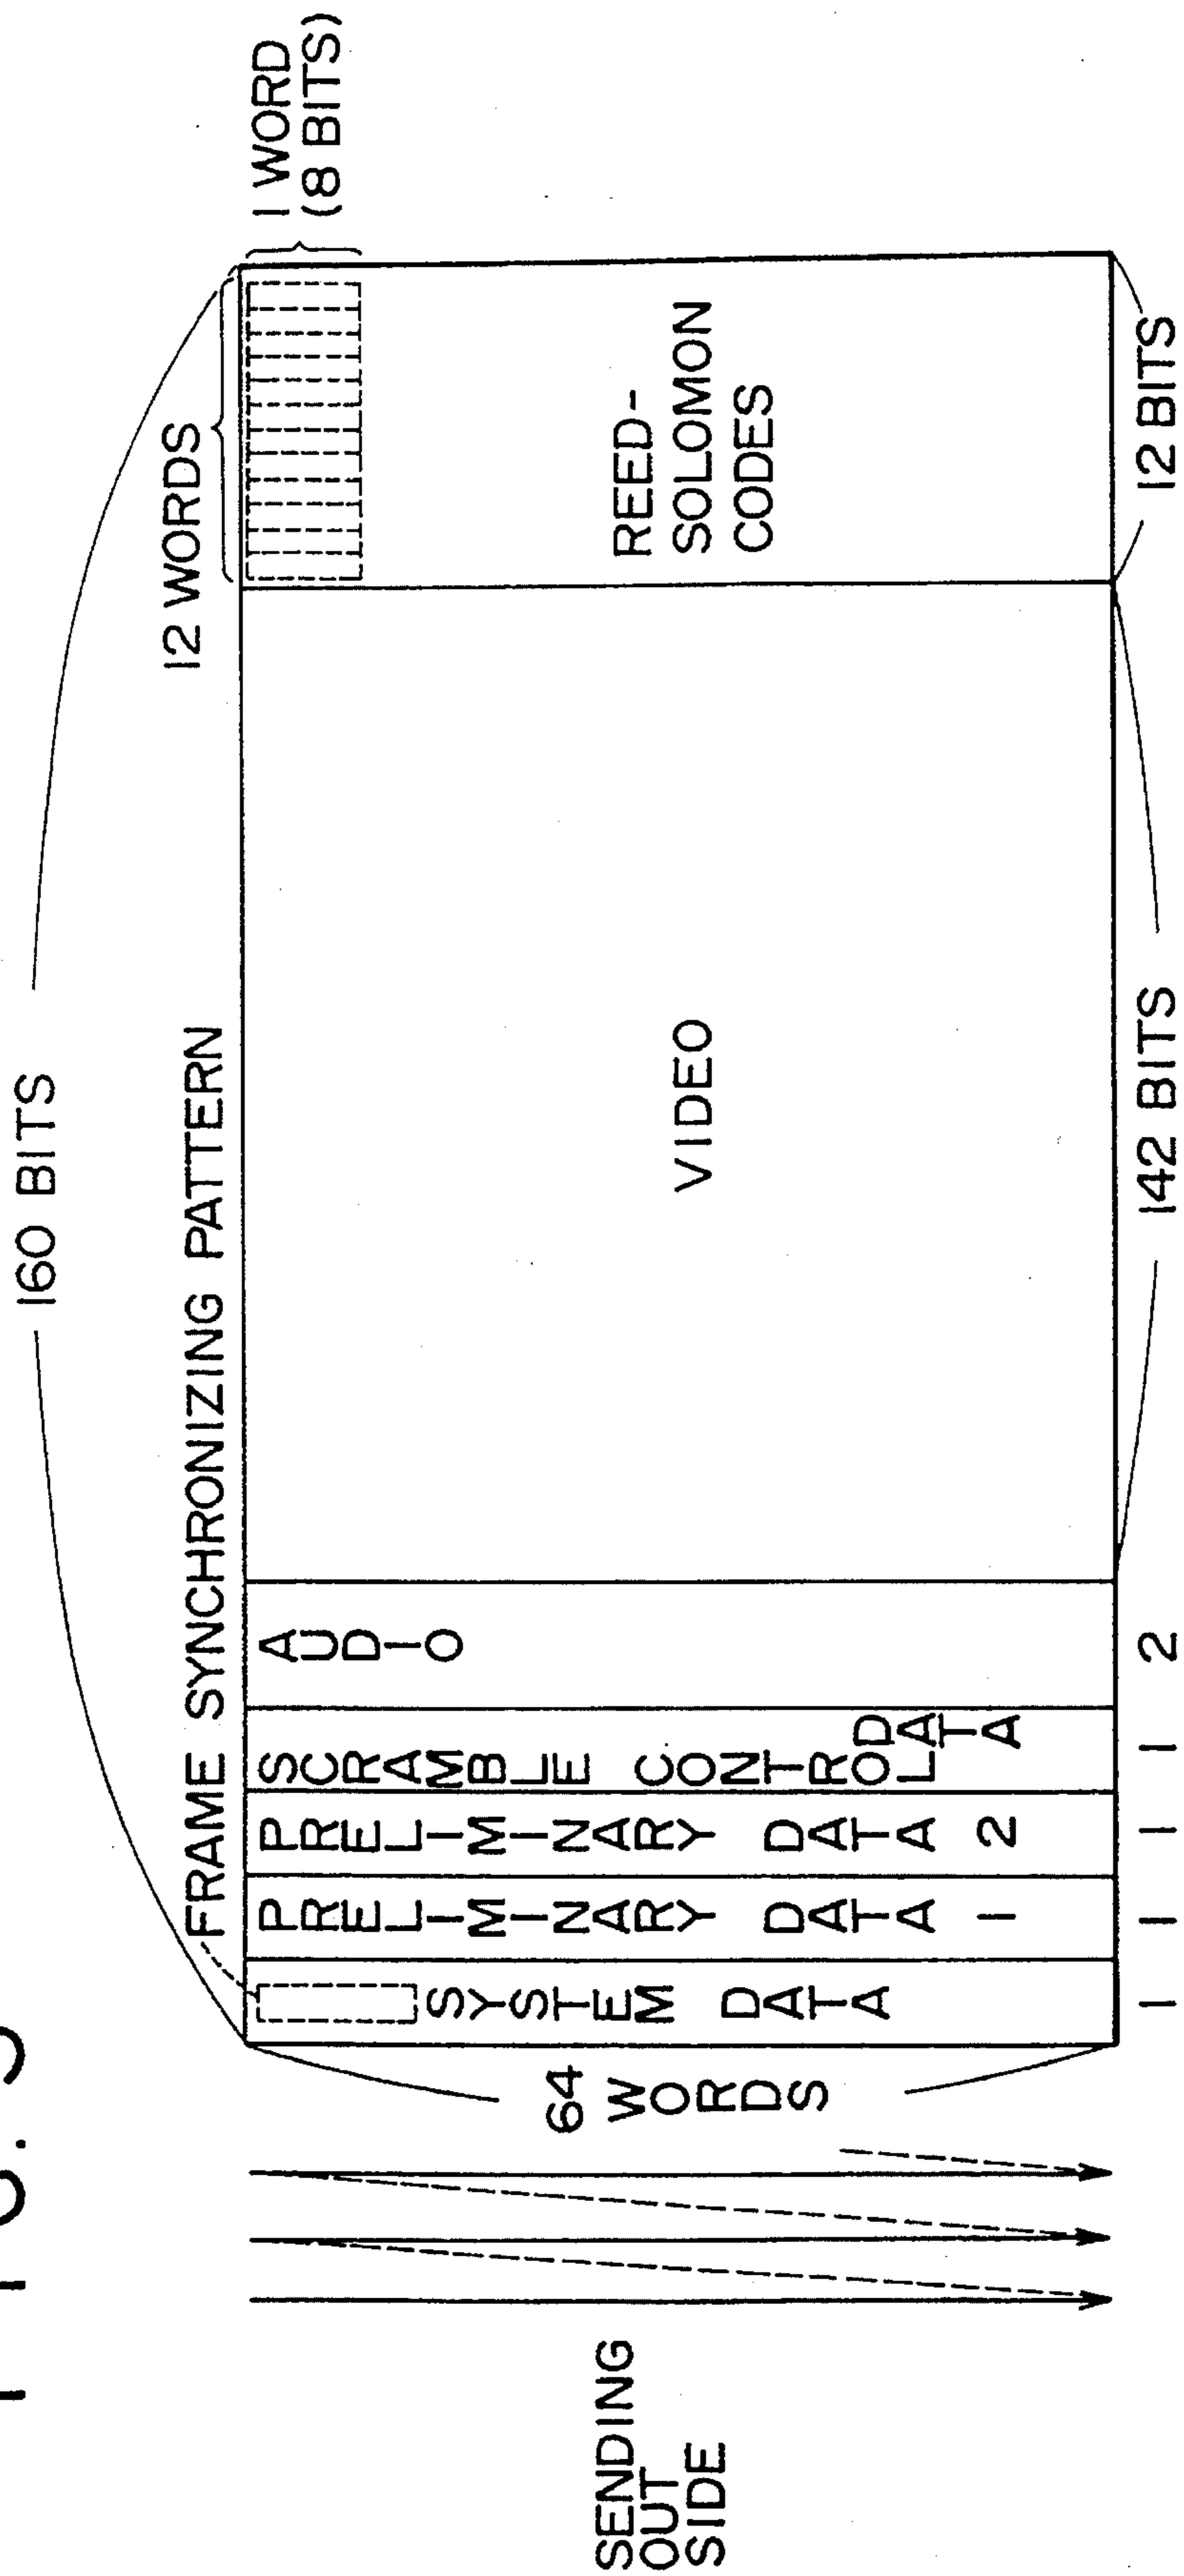 160 BITS
FRAME SYNCHRONIZING PATTERN
12 WORDS
1 WORD
(8 BITS)
SENDING
OUT
SIDE
64
WORDS
SYSTEM DATA
PRELIMINARY DATA 1
PRELIMINARY DATA 2
SCRAMBLE CONTROL
DATA
AUDIO
VIDEO
REED-
SOLOMON
CODES
1
1
1
1
2
142 BITS
12 BITS